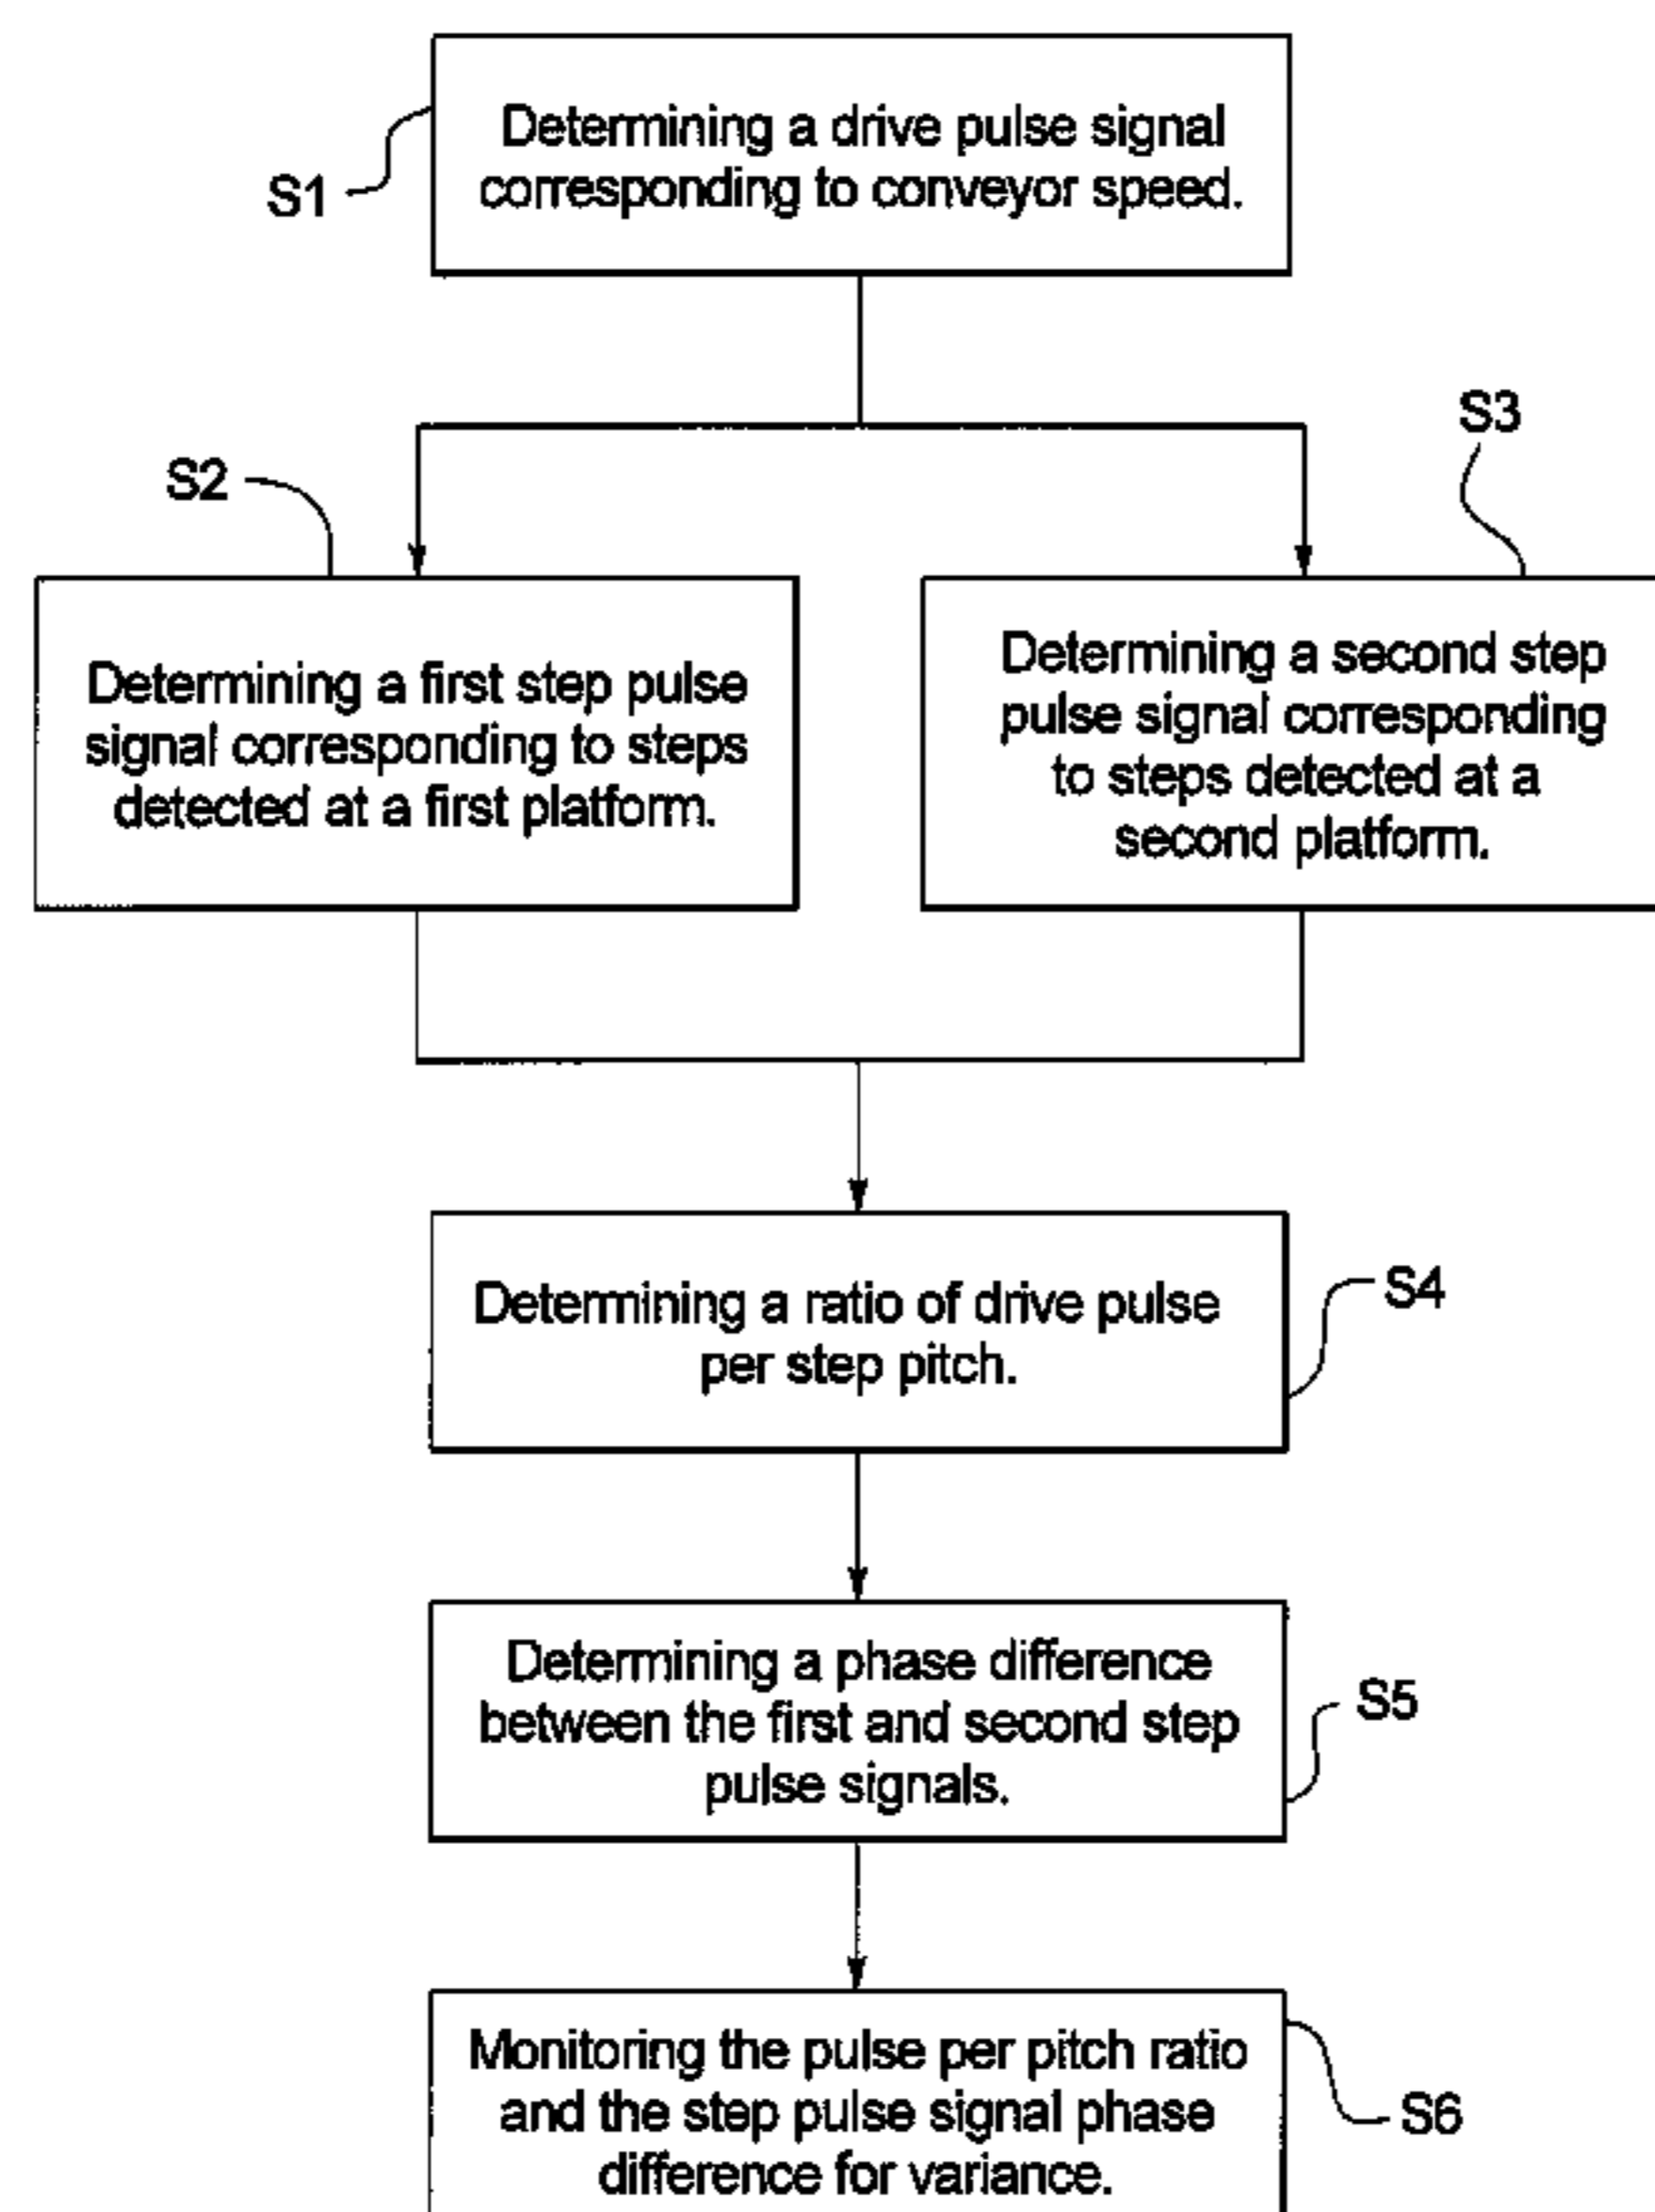 Determining a drive pulse signal
corresponding to conveyor speed.
S1
S3
S2
Determining a first step pulse
signal corresponding to steps
detected at a first platform.
Determining a second step
pulse signal corresponding
to steps detected at a
second platform.
Determining a ratio of drive pulse
per step pitch.
S4
Determining a phase difference
between the first and second step
pulse signals.
S5
Monitoring the pulse per pitch ratio
and the step pulse signal phase
difference for variance.
S6